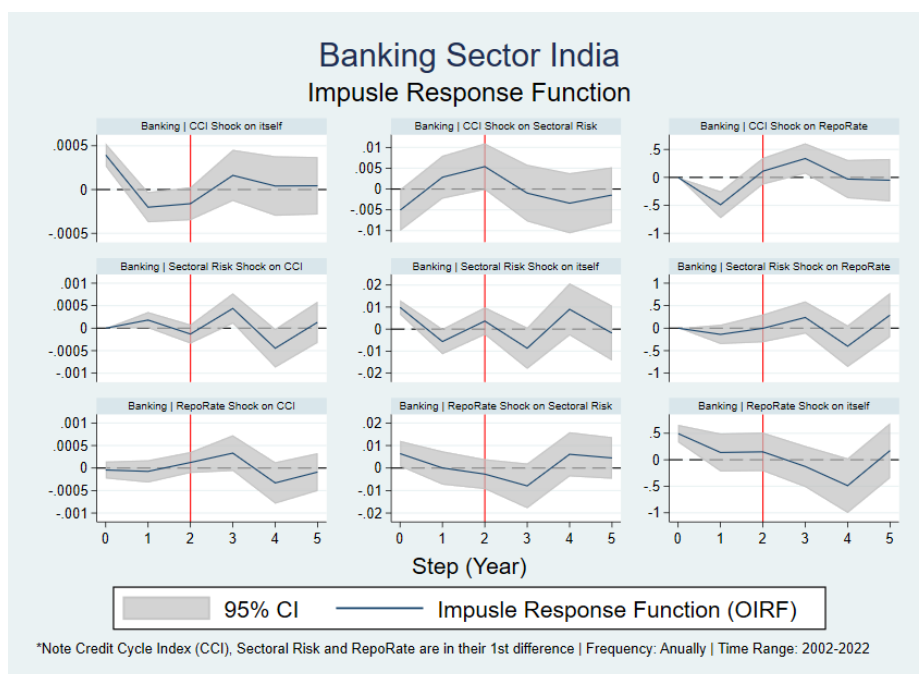 Banking Sector India
Impusle Response Function
Banking | CCI Shock on itself
Banking | CCI Shock on Sectoral Risk
Banking | CCI Shock on RepoRate
.0005
0
-.0005
.01
.005
0
-.005
-.01
.5
0
-.5
-1
Banking | Sectoral Risk Shock on CCI
Banking | Sectoral Risk Shock on itself
Banking | Sectoral Risk Shock on RepoRate
.001
.0005
0
-.0005
-.001
.02
.01
0
-.01
-.02
1
.5
0
-.5
-1
Banking | RepoRate Shock on CCI
Banking | RepoRate Shock on Sectoral Risk
Banking | RepoRate Shock on itself
.001
.0005
0
-.0005
-.001
.02
.01
0
-.01
-.02
.5
0
-.5
-1
0 1 2 3 4 5
0 1 2 3 4 5
0 1 2 3 4 5
Step (Year)
95% CI
Impusle Response Function (OIRF)
*Note Credit Cycle Index (CCI), Sectoral Risk and RepoRate are in their 1st difference | Frequency: Anually | Time Range: 2002-2022